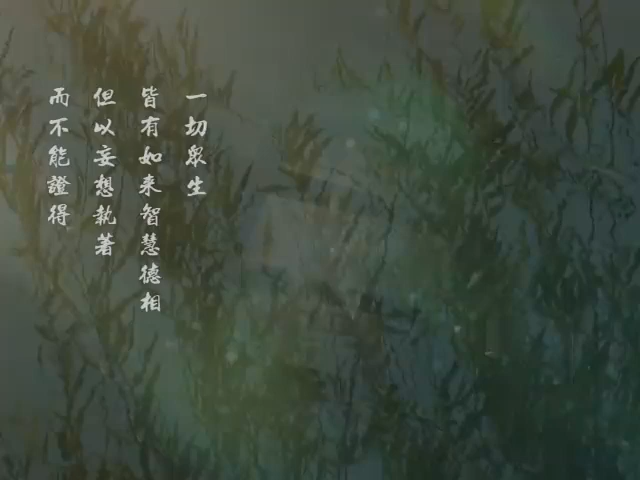 一切眾生
皆有如来智慧德相
但以妄想執著
而不能證得